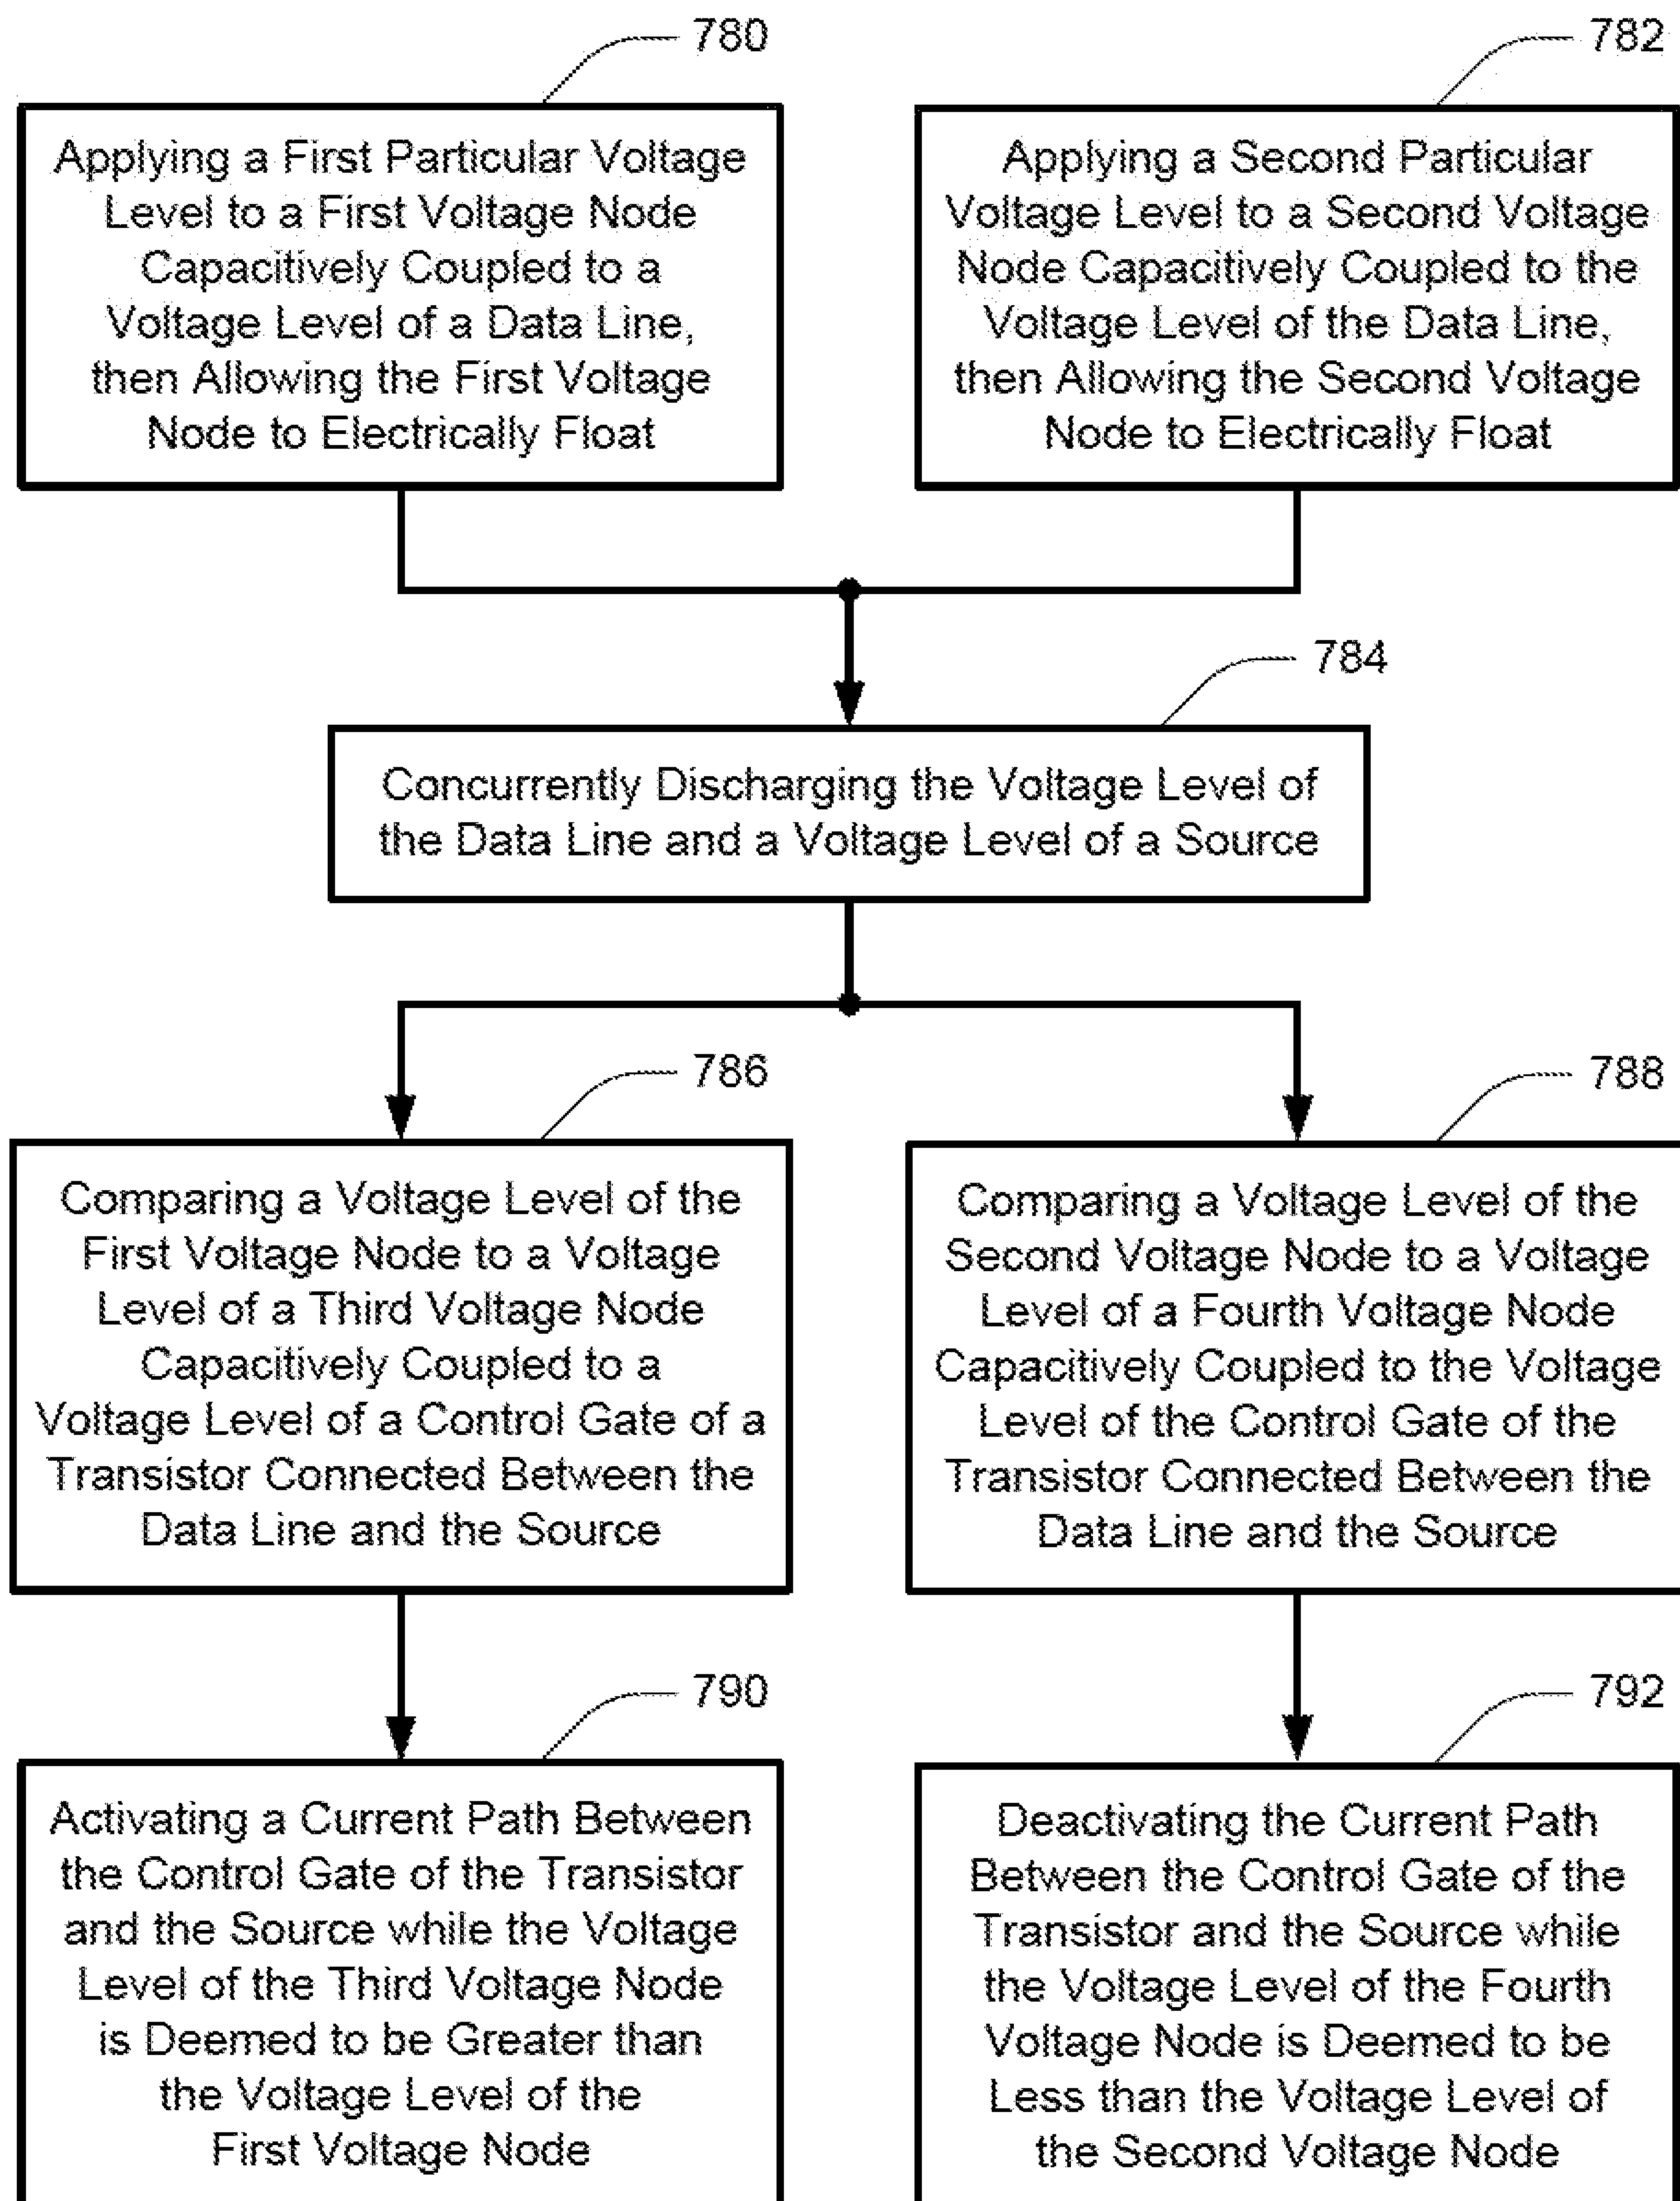 780
Applying a First Particular Voltage
Level to a First Voltage Node
Capacitively Coupled to a
Voltage Level of a Data Line,
then Allowing the First Voltage
Node to Electrically Float
782
Applying a Second Particular
Voltage Level to a Second Voltage
Node Capacitively Coupled to the
Voltage Level of the Data Line,
then Allowing the Second Voltage
Node to Electrically Float
784
Concurrently Discharging the Voltage Level of
the Data Line and a Voltage Level of a Source
786
Comparing a Voltage Level of the
First Voltage Node to a Voltage
Level of a Third Voltage Node
Capacitively Coupled to a
Voltage Level of a Control Gate of a
Transistor Connected Between the
Data Line and the Source
788
Comparing a Voltage Level of the
Second Voltage Node to a Voltage
Level of a Fourth Voltage Node
Capacitively Coupled to the Voltage
Level of the Control Gate of the
Transistor Connected Between the
Data Line and the Source
790
Activating a Current Path Between
the Control Gate of the Transistor
and the Source while the Voltage
Level of the Third Voltage Node
is Deemed to be Greater than
the Voltage Level of the
First Voltage Node
792
Deactivating the Current Path
Between the Control Gate of the
Transistor and the Source while
the Voltage Level of the Fourth
Voltage Node is Deemed to be
Less than the Voltage Level of
the Second Voltage Node